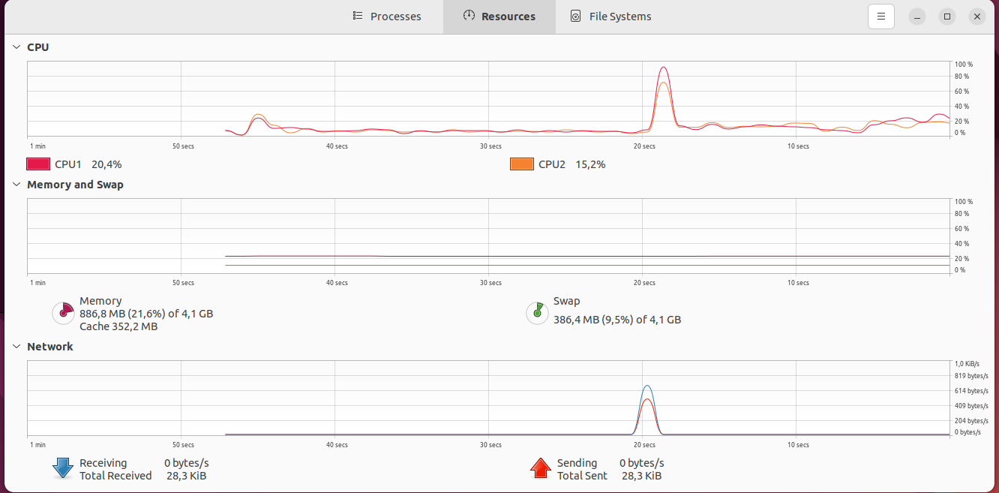 Processes Resources File Systems
CPU
100 %
80 %
60 %
40 %
20 %
0 %
1 min 50 secs 40 secs 30 secs 20 secs 10 secs
CPU1 20,4% CPU2 15,2%
Memory and Swap
100 %
80 %
60 %
40 %
20 %
0 %
1 min 50 secs 40 secs 30 secs 20 secs 10 secs
Memory Swap
886,8 MB (21,6%) of 4,1 GB 386,4 MB (9,5%) of 4,1 GB
Cache 352,2 MB
Network
1,0 KiB/s
819 bytes/s
614 bytes/s
409 bytes/s
204 bytes/s
0 bytes/s
1 min 50 secs 40 secs 30 secs 20 secs 10 secs
Receiving 0 bytes/s Sending 0 bytes/s
Total Received 28,3 KiB Total Sent 28,3 KiB